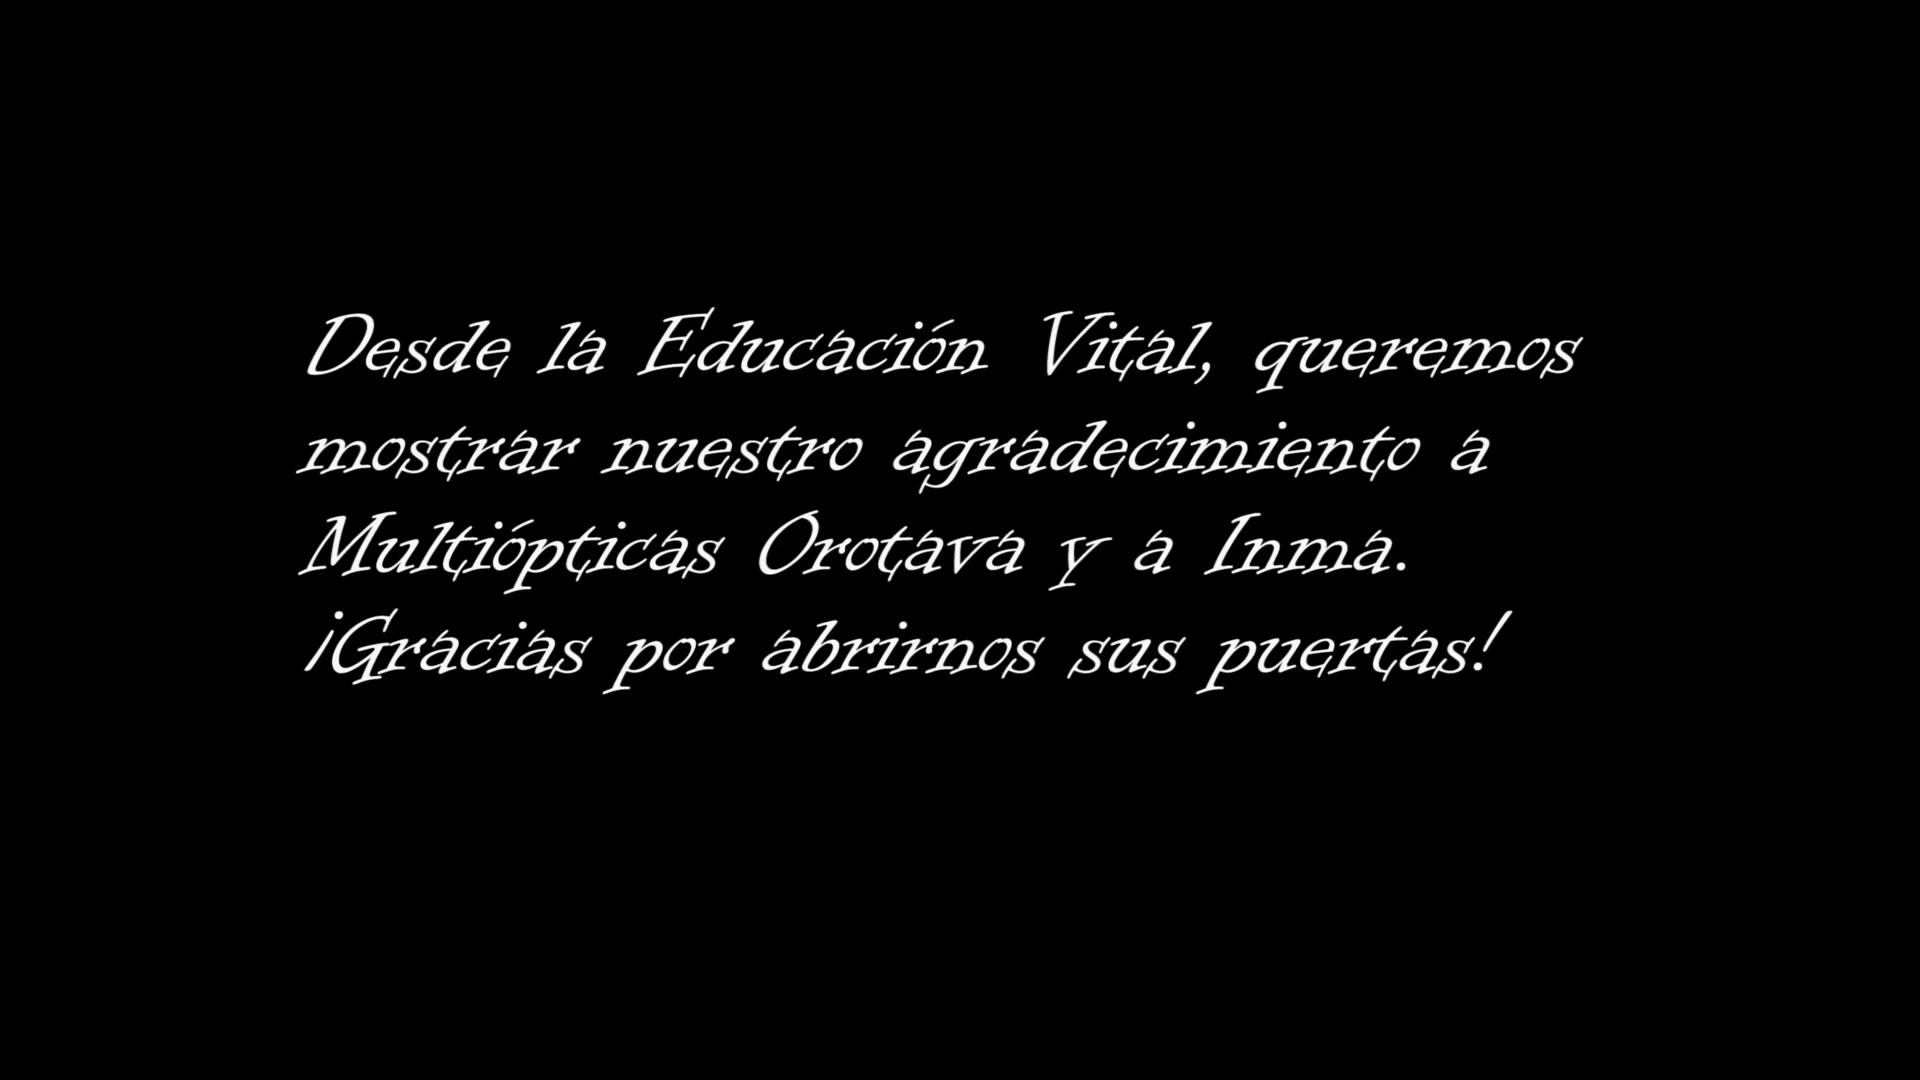 Desde la Educación Vital, queremos
mostrar nuestro agradecimiento a
Multiópticas Orotava y a Inma.
¡Gracias por abrirnos sus puertas!